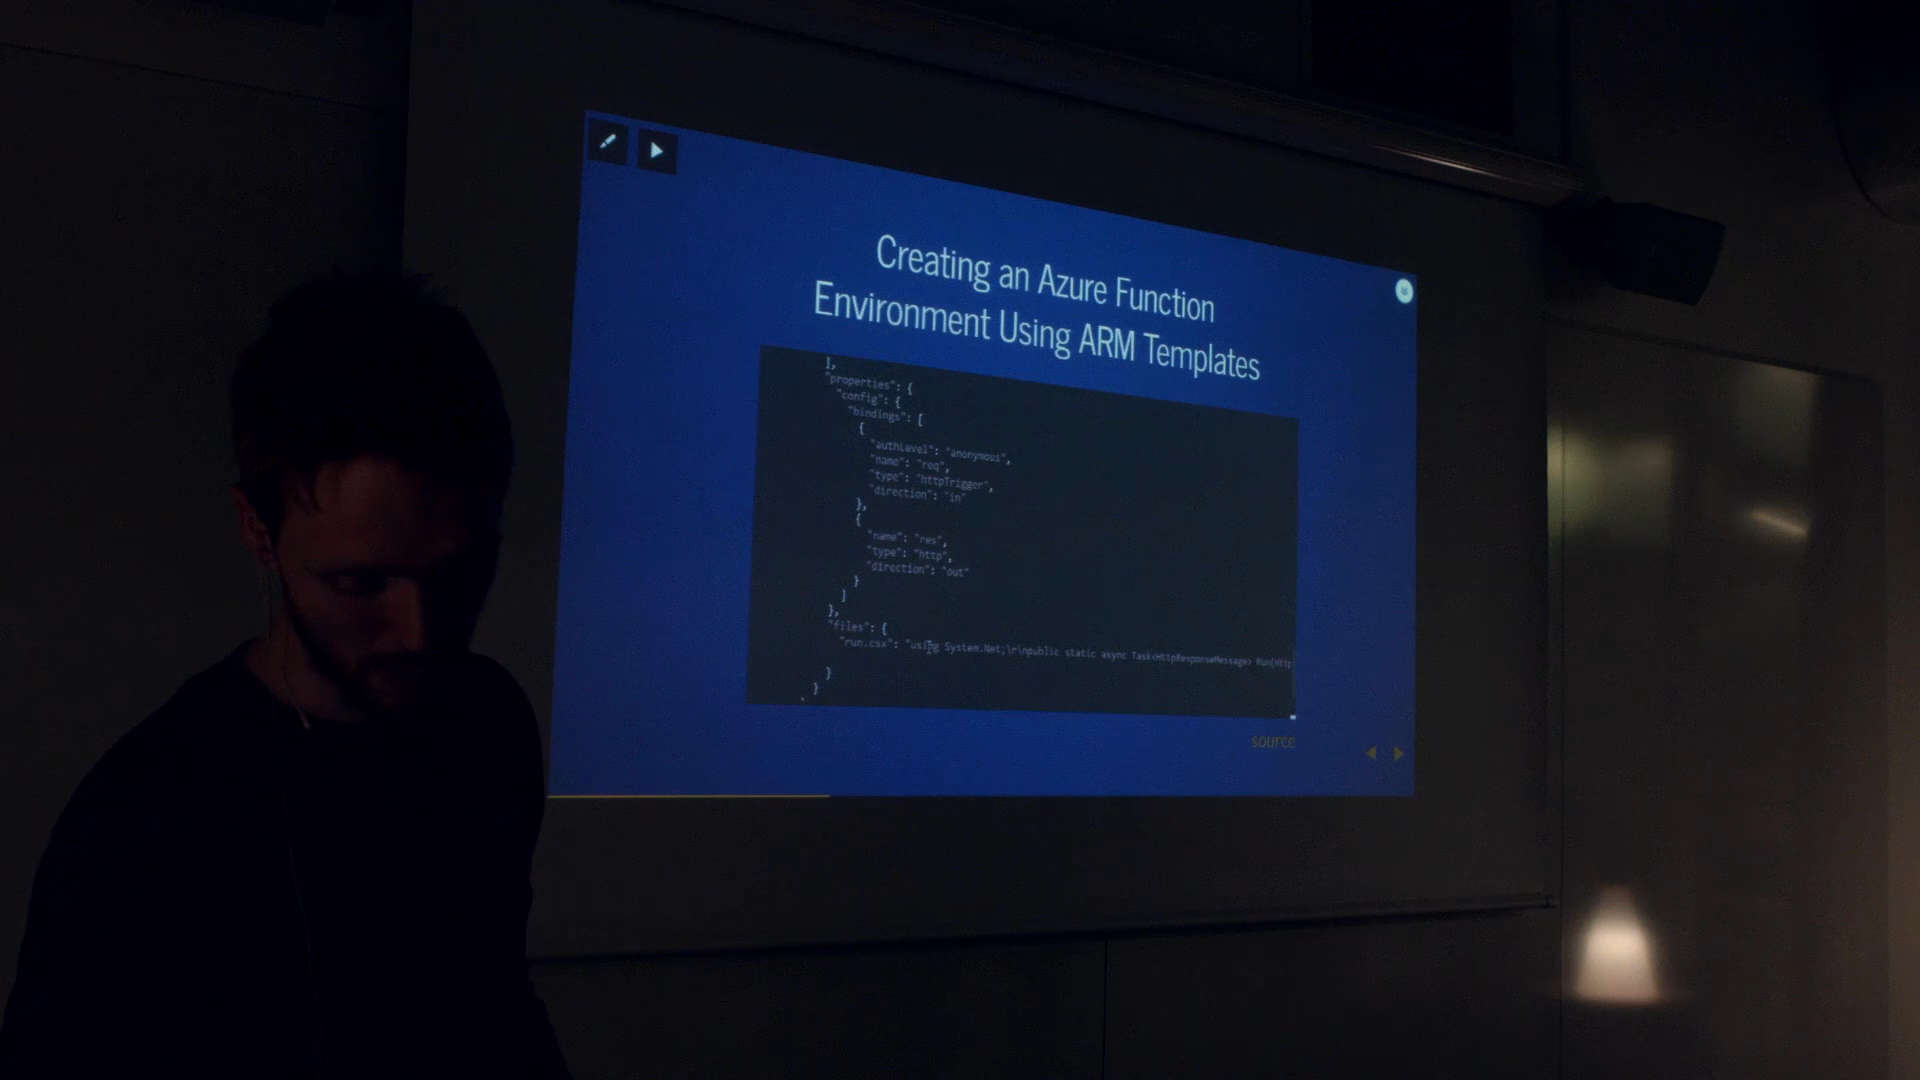 Creating an Azure Function
Environment Using ARM Templates
],
"properties": {
"config": {
"bindings": [
{
"authLevel": "anonymous",
"name": "req",
"type": "httpTrigger",
"direction": "in"
},
{
"name": "res",
"type": "http",
"direction": "out"
}
]
},
"files": {
"run.csx": "using System.Net;\r\npublic static async Task<HttpResponseMessage> Run(Http
}
}
source